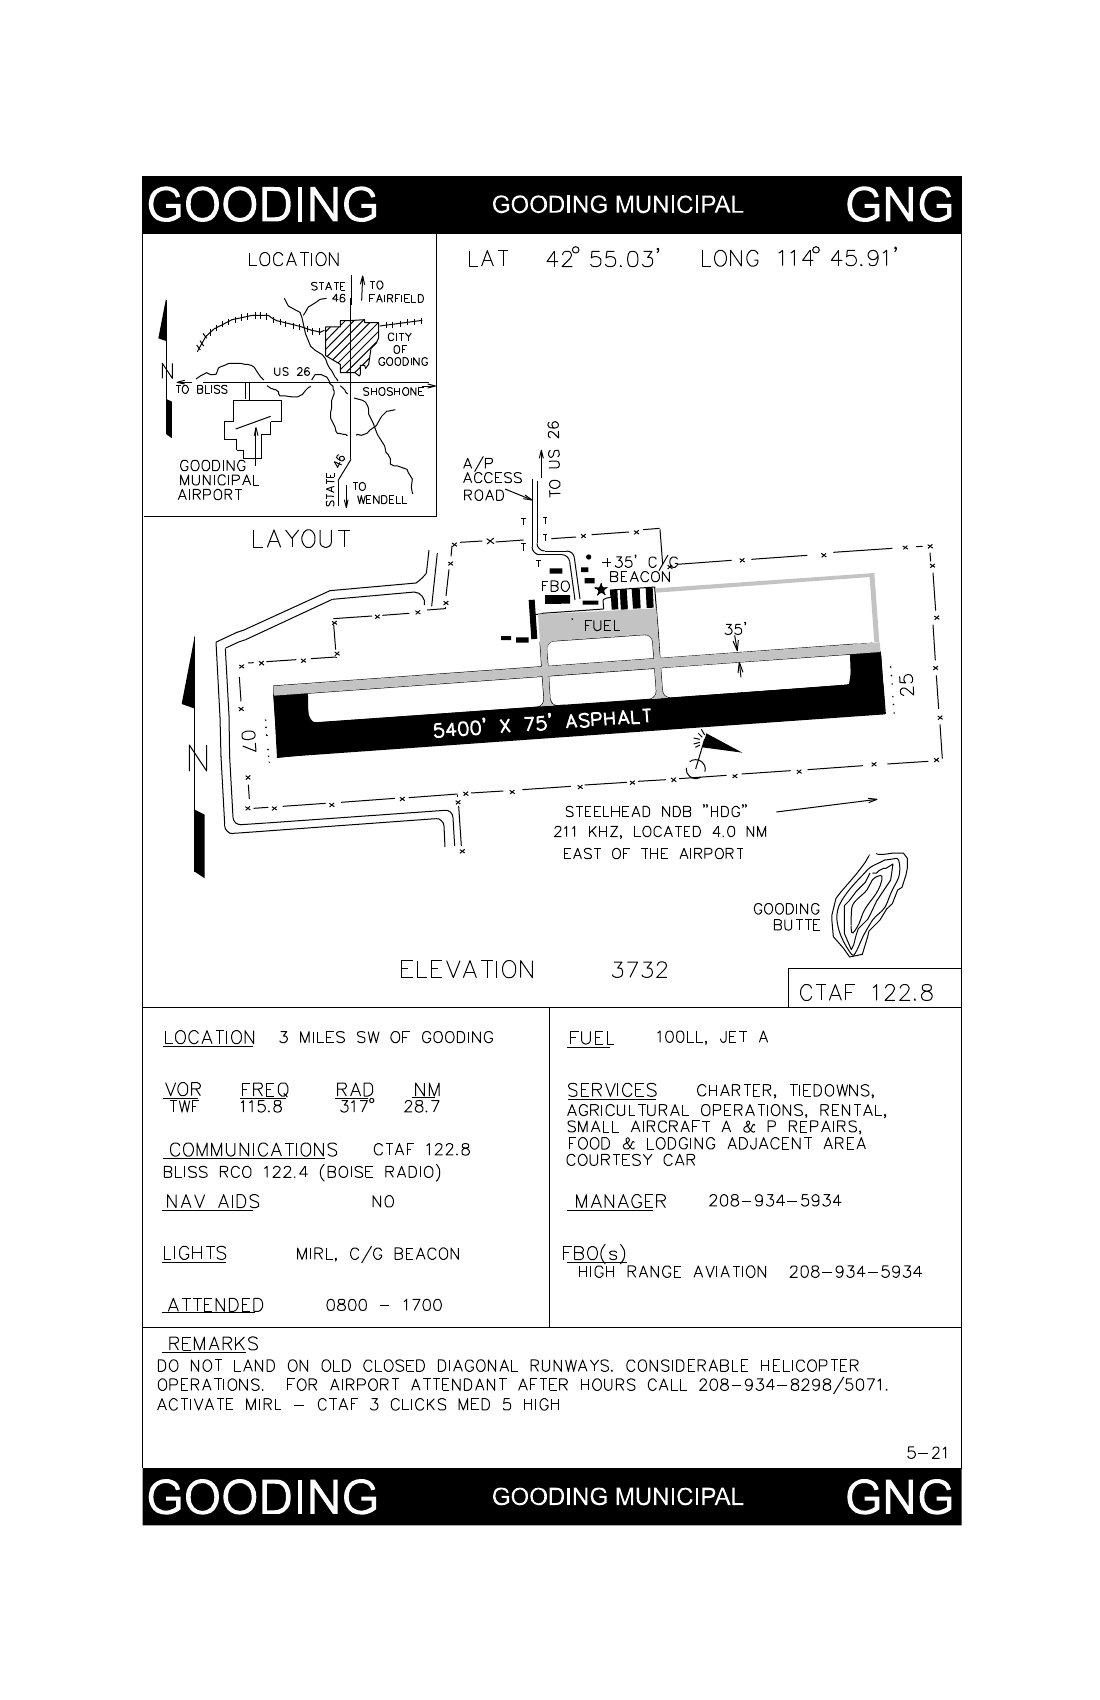 GOODING GOODING MUNICIPAL GNG
LOCATION
LAT 42° 55.03' LONG 114° 45.91'
STATE
46
TO
FAIRFIELD
CITY
OF
GOODING
N
US 26
TO BLISS
SHOSHONE
GOODING
MUNICIPAL
AIRPORT
STATE 46
TO
WENDELL
LAYOUT
A/P
ACCESS
ROAD
TO US 26
T T
T T
T
+35' C/G
BEACON
FBO
FUEL
35'
25
07
5400' X 75' ASPHALT
N
STEELHEAD NDB "HDG"
211 KHZ, LOCATED 4.0 NM
EAST OF THE AIRPORT
GOODING
BUTTE
ELEVATION 3732
CTAF 122.8
LOCATION 3 MILES SW OF GOODING
VOR FREQ RAD NM
TWF 115.8 317° 28.7
COMMUNICATIONS CTAF 122.8
BLISS RCO 122.4 (BOISE RADIO)
NAV AIDS NO
LIGHTS MIRL, C/G BEACON
ATTENDED 0800 - 1700
FUEL 100LL, JET A
SERVICES CHARTER, TIEDOWNS,
AGRICULTURAL OPERATIONS, RENTAL,
SMALL AIRCRAFT A & P REPAIRS,
FOOD & LODGING ADJACENT AREA
COURTESY CAR
MANAGER 208-934-5934
FBO(s)
HIGH RANGE AVIATION 208-934-5934
REMARKS
DO NOT LAND ON OLD CLOSED DIAGONAL RUNWAYS. CONSIDERABLE HELICOPTER
OPERATIONS. FOR AIRPORT ATTENDANT AFTER HOURS CALL 208-934-8298/5071.
ACTIVATE MIRL - CTAF 3 CLICKS MED 5 HIGH
5-21
GOODING GOODING MUNICIPAL GNG